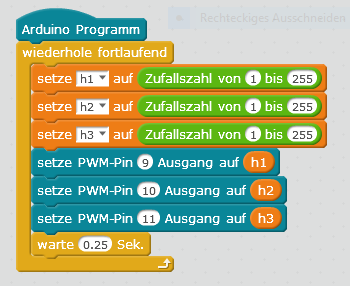 Rechteckiges Ausschneiden
Arduino Programm
wiederhole fortlaufend
setze h1 auf Zufallszahl von 1 bis 255
setze h2 auf Zufallszahl von 1 bis 255
setze h3 auf Zufallszahl von 1 bis 255
setze PWM-Pin 9 Ausgang auf h1
setze PWM-Pin 10 Ausgang auf h2
setze PWM-Pin 11 Ausgang auf h3
warte 0.25 Sek.